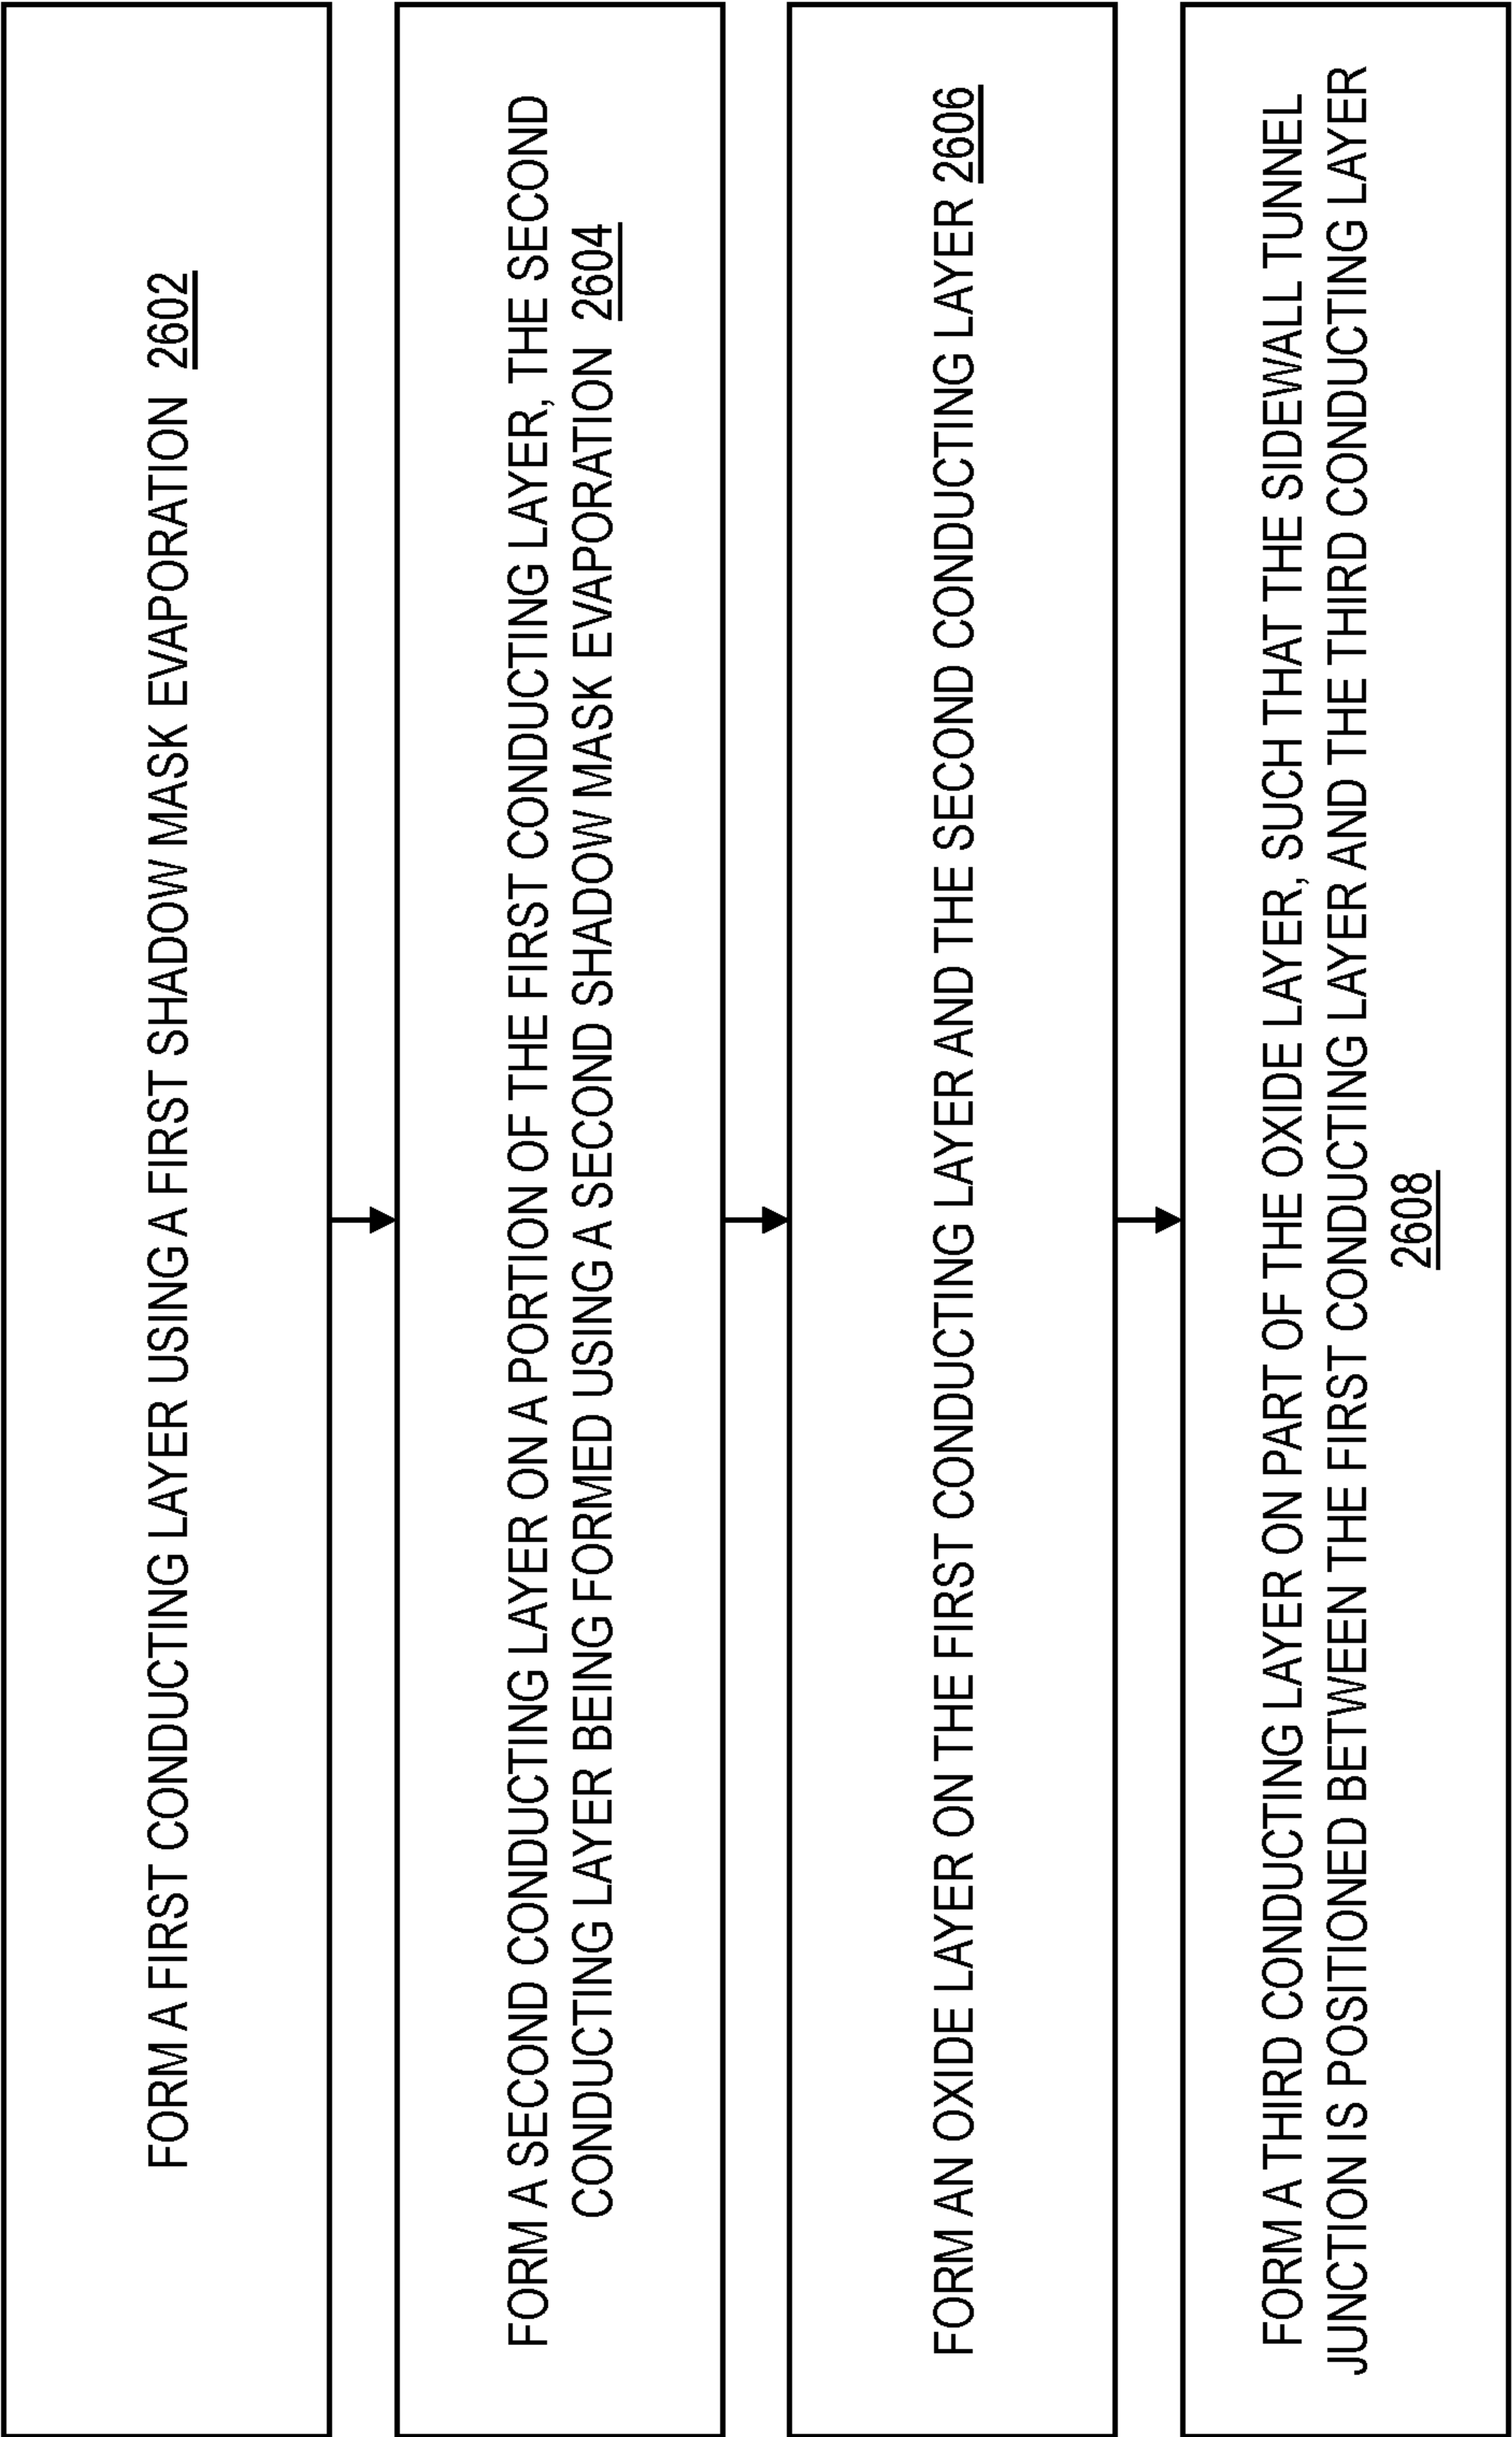 FORM A FIRST CONDUCTING LAYER USING A FIRST SHADOW MASK EVAPORATION 2602
FORM A SECOND CONDUCTING LAYER ON A PORTION OF THE FIRST CONDUCTING LAYER, THE SECOND
CONDUCTING LAYER BEING FORMED USING A SECOND SHADOW MASK EVAPORATION 2604
FORM AN OXIDE LAYER ON THE FIRST CONDUCTING LAYER AND THE SECOND CONDUCTING LAYER 2606
FORM A THIRD CONDUCTING LAYER ON PART OF THE OXIDE LAYER, SUCH THAT THE SIDEWALL TUNNEL
JUNCTION IS POSITIONED BETWEEN THE FIRST CONDUCTING LAYER AND THE THIRD CONDUCTING LAYER
2608